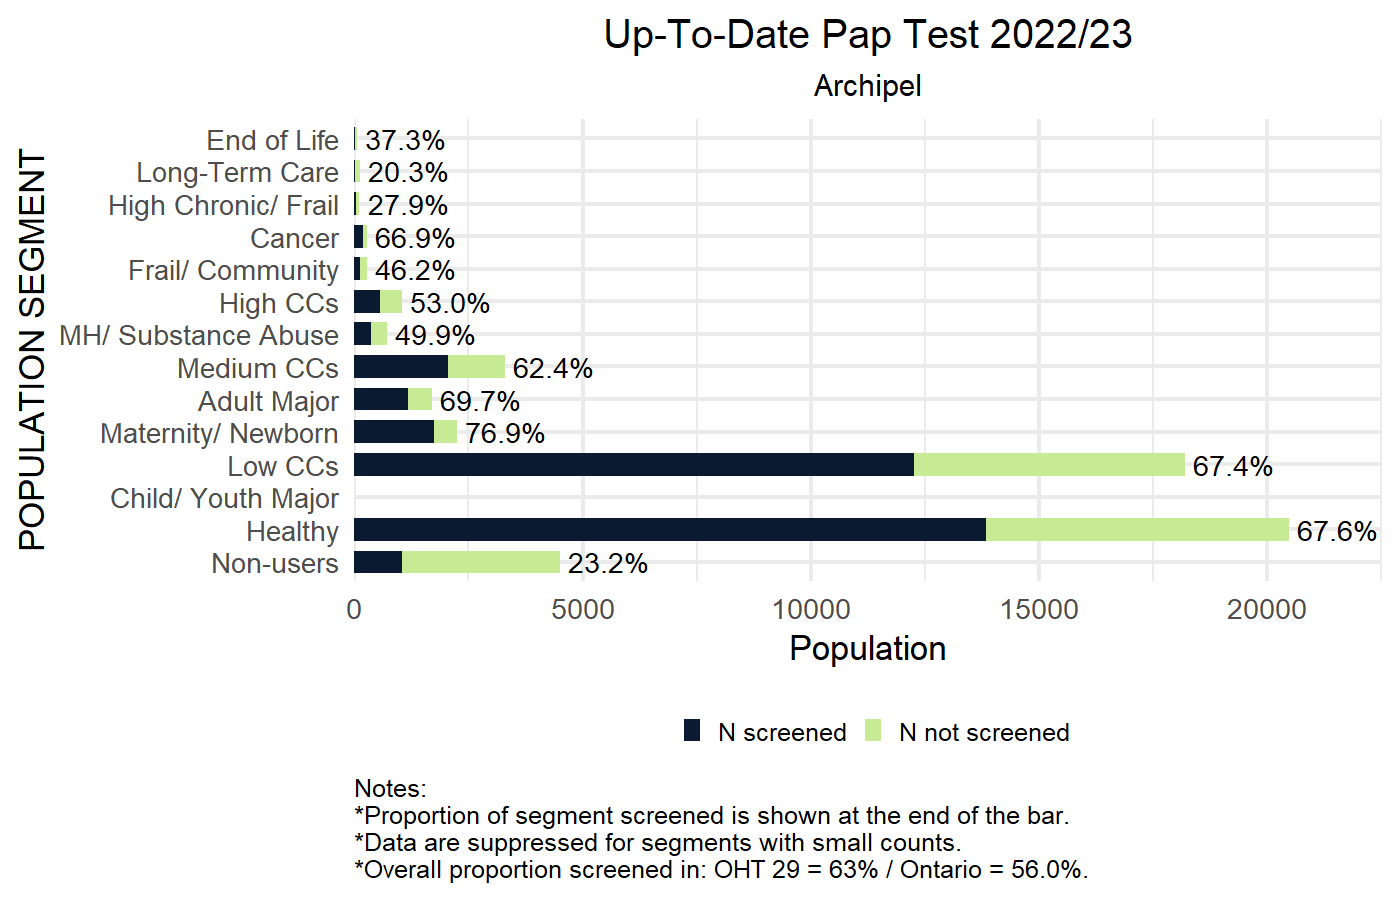 Up-To-Date Pap Test 2022/23
Archipel
POPULATION SEGMENT
End of Life 37.3%
Long-Term Care 20.3%
High Chronic/ Frail 27.9%
Cancer 66.9%
Frail/ Community 46.2%
High CCs 53.0%
MH/ Substance Abuse 49.9%
Medium CCs 62.4%
Adult Major 69.7%
Maternity/ Newborn 76.9%
Low CCs 67.4%
Child/ Youth Major
Healthy 67.6%
Non-users 23.2%
0 5000 10000 15000 20000
Population
N screened N not screened
Notes:
*Proportion of segment screened is shown at the end of the bar.
*Data are suppressed for segments with small counts.
*Overall proportion screened in: OHT 29 = 63% / Ontario = 56.0%.